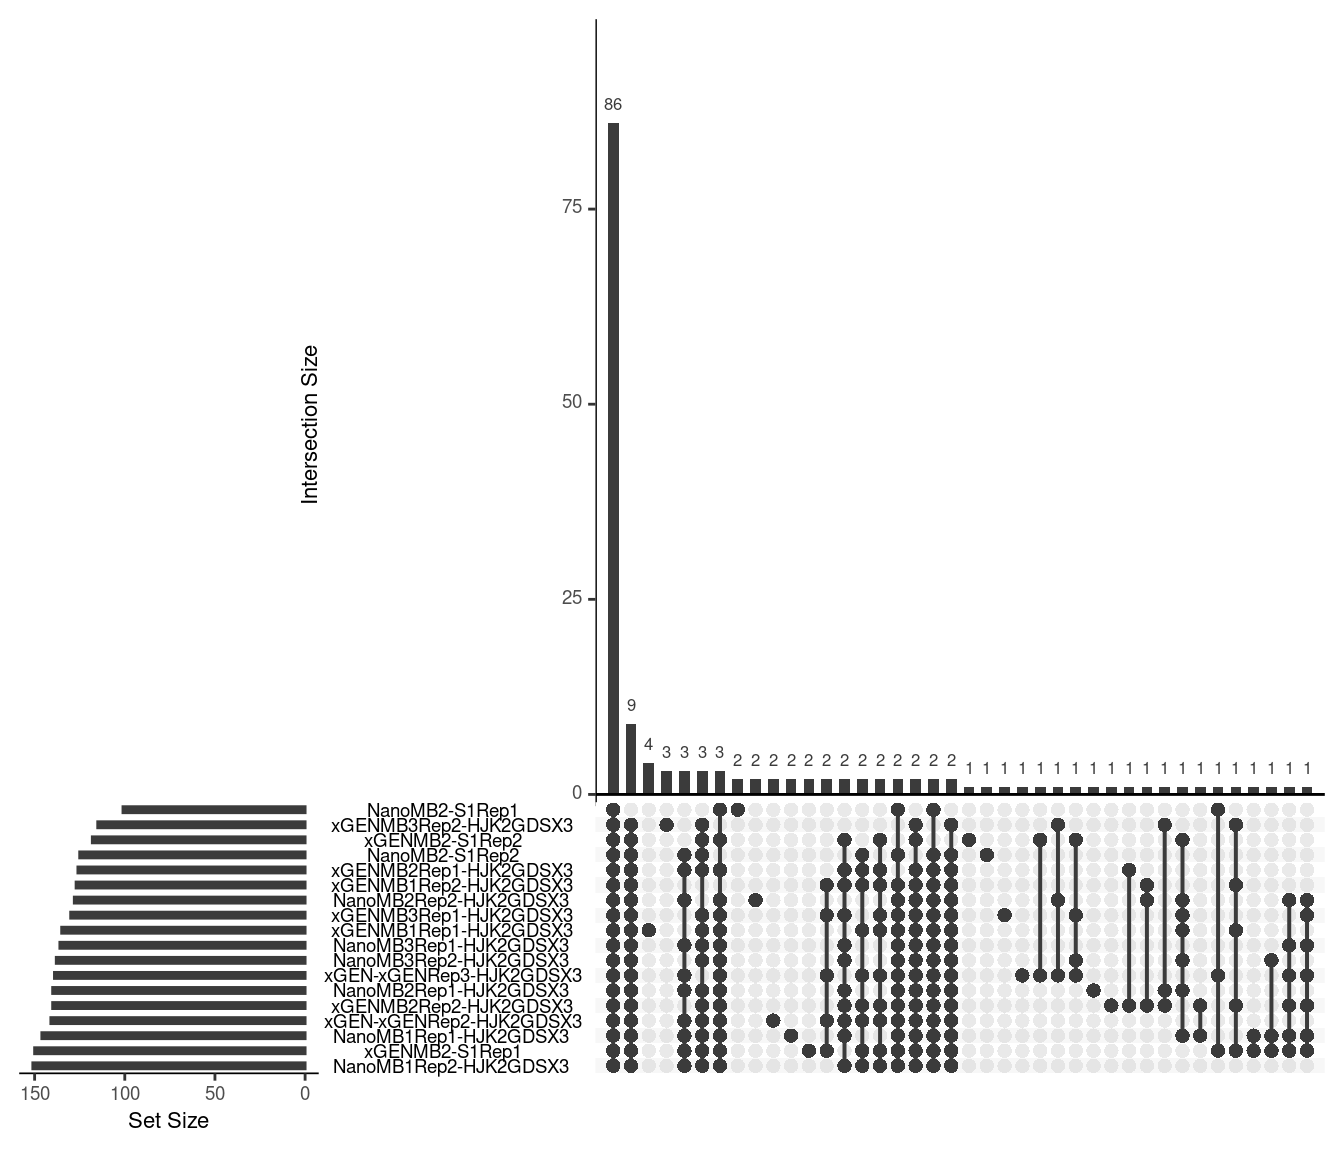 86
75
50
25
0
Intersection Size
9
4
3 3 3 3
2 2 2 2 2 2 2 2 2 2 2 2 2
1 1 1 1 1 1 1 1 1 1 1 1 1 1 1 1 1 1 1 1
NanoMB2-S1Rep1
xGENMB3Rep2-HJK2GDSX3
xGENMB2-S1Rep2
NanoMB2-S1Rep2
xGENMB2Rep1-HJK2GDSX3
xGENMB1Rep2-HJK2GDSX3
NanoMB2Rep2-HJK2GDSX3
xGENMB3Rep1-HJK2GDSX3
xGENMB1Rep1-HJK2GDSX3
NanoMB3Rep1-HJK2GDSX3
NanoMB3Rep2-HJK2GDSX3
xGEN-xGENRep3-HJK2GDSX3
NanoMB2Rep1-HJK2GDSX3
xGENMB2Rep2-HJK2GDSX3
xGEN-xGENRep2-HJK2GDSX3
NanoMB1Rep1-HJK2GDSX3
xGENMB2-S1Rep1
NanoMB1Rep2-HJK2GDSX3
150 100 50 0
Set Size